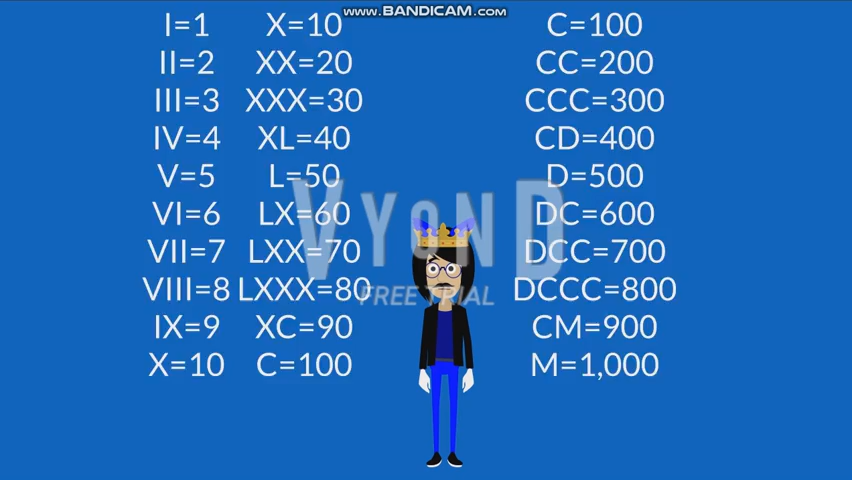 www.BANDICAM.com
I=1 X=10 C=100
II=2 XX=20 CC=200
III=3 XXX=30 CCC=300
IV=4 XL=40 CD=400
V=5 L=50 D=500
VI=6 LX=60 DC=600
VII=7 LXX=70 DCC=700
VIII=8 LXXX=80 DCCC=800
IX=9 XC=90 CM=900
X=10 C=100 M=1,000
VYOND
FREE TRIAL